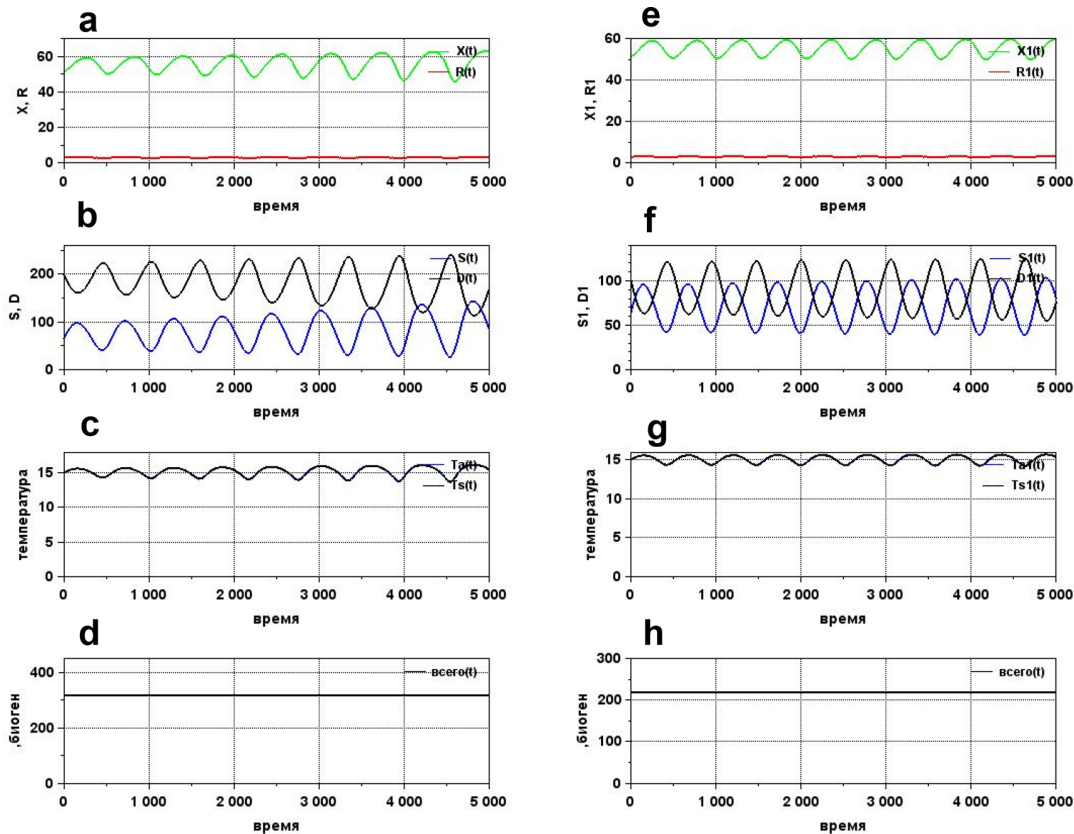 a
X, R
60
40
20
0
X(t)
R(t)
0 1 000 2 000 3 000 4 000 5 000
время
e
X1, R1
60
40
20
0
X1(t)
R1(t)
0 1 000 2 000 3 000 4 000 5 000
время
b
S, D
200
100
0
S(t)
D(t)
0 1 000 2 000 3 000 4 000 5 000
время
f
S1, D1
100
50
0
S1(t)
D1(t)
0 1 000 2 000 3 000 4 000 5 000
время
c
температура
15
10
5
0
Ta(t)
Ts(t)
0 1 000 2 000 3 000 4 000 5 000
время
g
температура
15
10
5
0
Ta1(t)
Ts1(t)
0 1 000 2 000 3 000 4 000 5 000
время
d
,биоген
400
200
0
всего(t)
0 1 000 2 000 3 000 4 000 5 000
время
h
,биоген
300
200
100
0
всего(t)
0 1 000 2 000 3 000 4 000 5 000
время